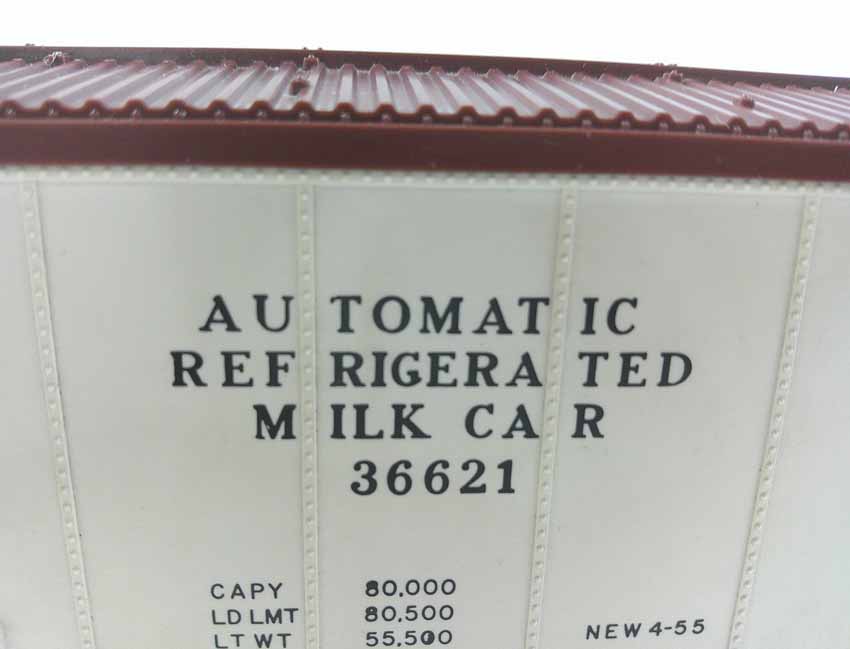 AUTOMATIC
REFRIGERATED
MILK CAR
36621
CAPY 80,000
LD LMT 80,500
LT WT 55,500
NEW 4-55